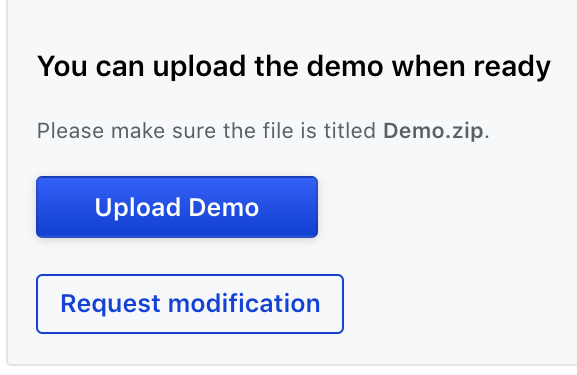 You can upload the demo when ready
Please make sure the file is titled Demo.zip.
Upload Demo
Request modification